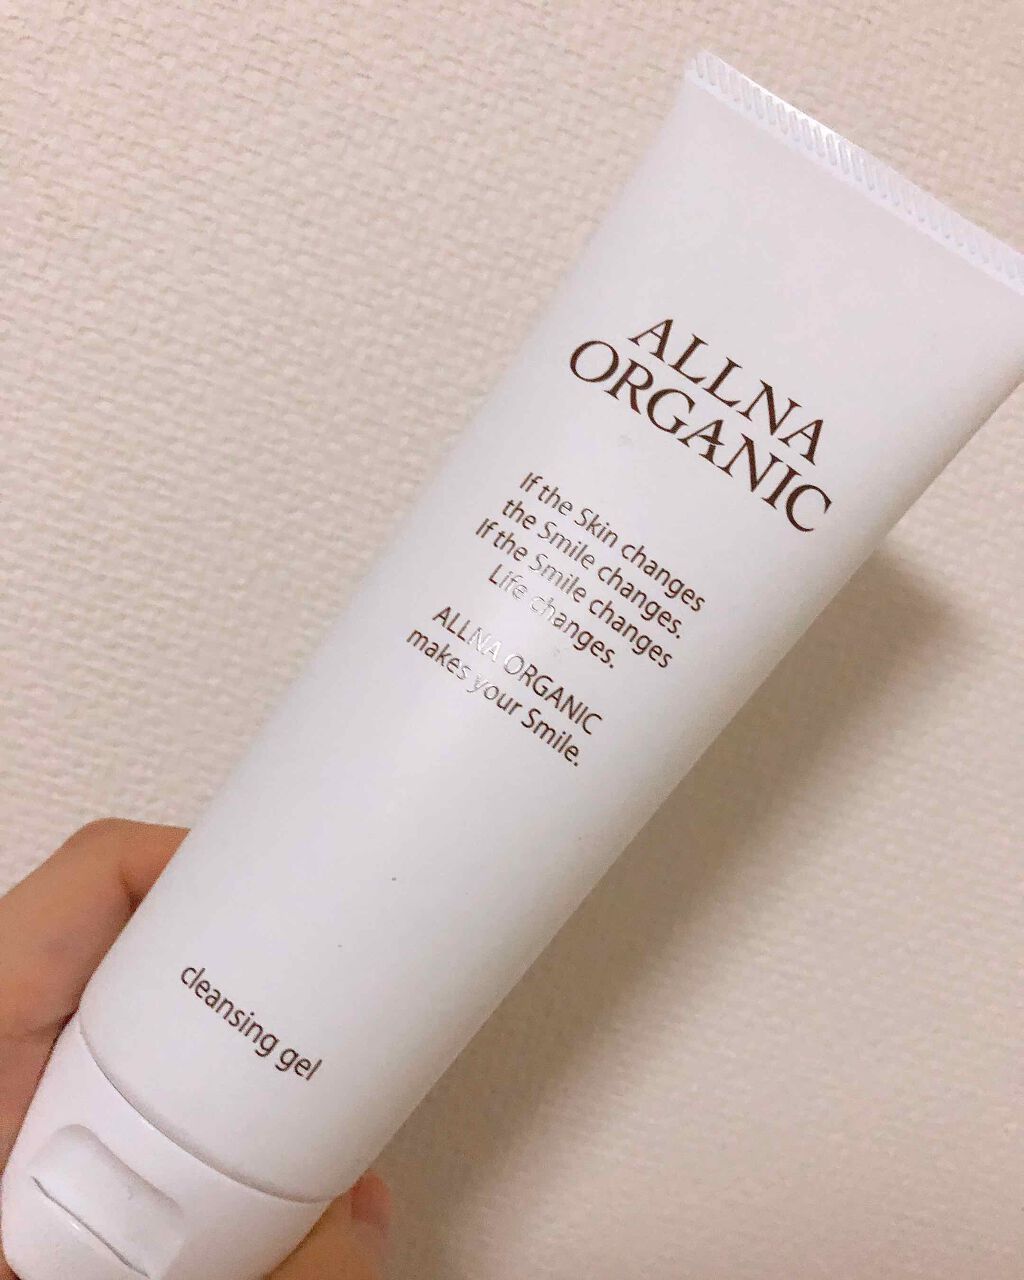 ALLNA
ORGANIC
If the Skin changes
the Smile changes.
If the Smile changes
Life changes.
ALLNA ORGANIC
makes your Smile.
cleansing gel